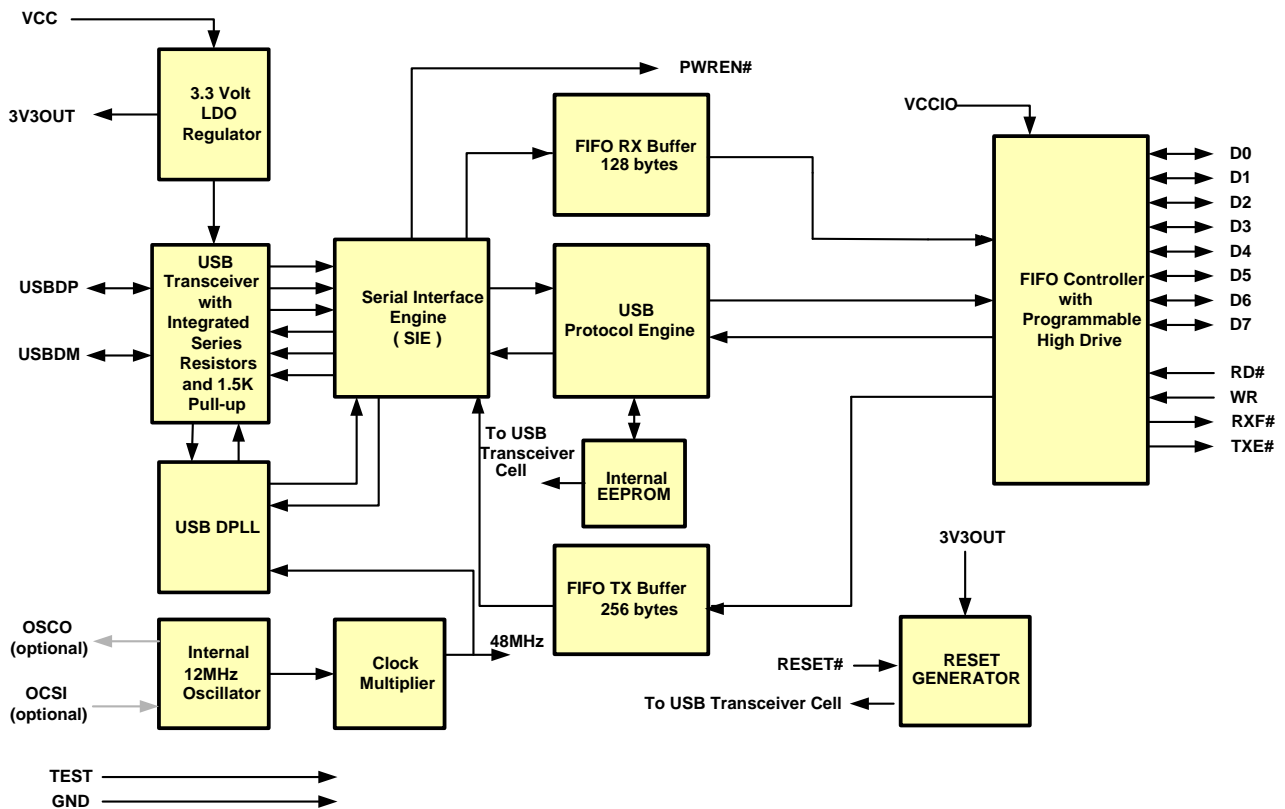 VCC
3.3 Volt
LDO
Regulator
3V3OUT
PWREN#
FIFO RX Buffer
128 bytes
VCCIO
FIFO Controller
with
Programmable
High Drive
D0
D1
D2
D3
D4
D5
D6
D7
RD#
WR
RXF#
TXE#
USBDP
USBDM
USB
Transceiver
with
Integrated
Series
Resistors
and 1.5K
Pull-up
Serial Interface
Engine
( SIE )
USB
Protocol Engine
To USB
Transceiver
Cell
Internal
EEPROM
USB DPLL
FIFO TX Buffer
256 bytes
3V3OUT
OSCO
(optional)
OCSI
(optional)
Internal
12MHz
Oscillator
Clock
Multiplier
48MHz
RESET#
RESET
GENERATOR
To USB Transceiver Cell
TEST
GND